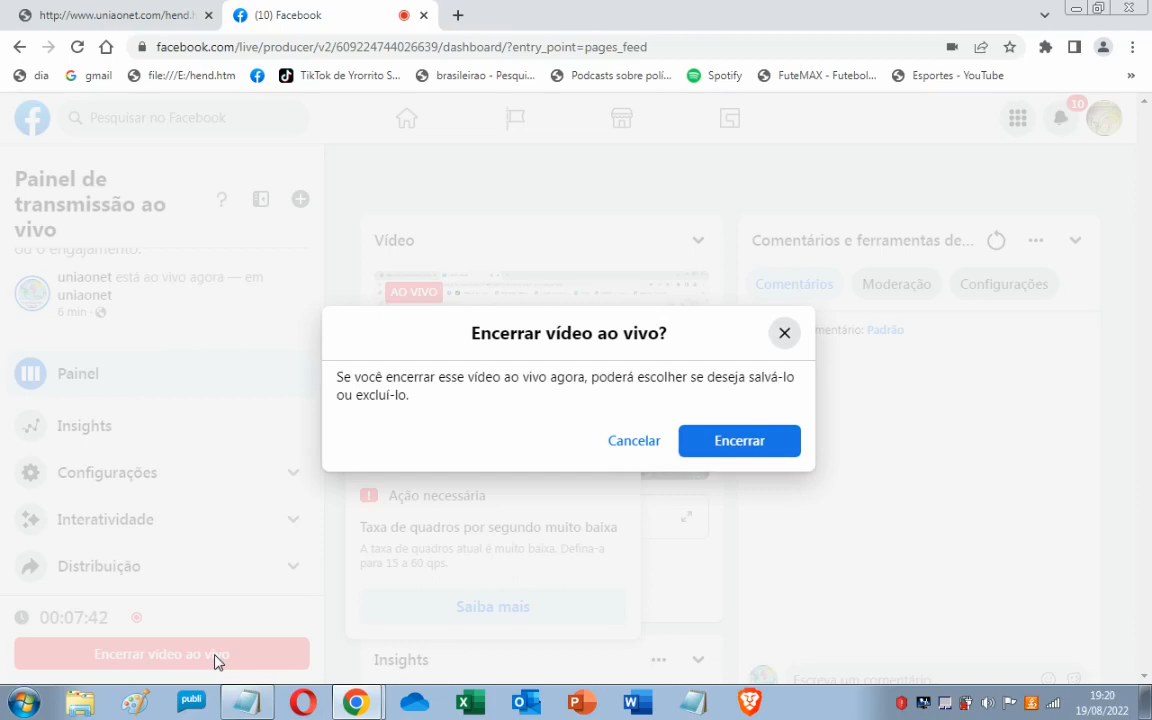 http://www.uniaonet.com/hend.h
(10) Facebook
facebook.com/live/producer/v2/609224744026639/dashboard/?entry_point=pages_feed
dia
gmail
file:///E:/hend.htm
TikTok de Yrorrito S...
brasileirao - Pesqui...
Podcasts sobre polí...
Spotify
FuteMAX - Futebol...
Esportes - YouTube
»
Pesquisar no Facebook
10
Painel de
transmissão ao
vivo
?
ou o engajamento.
uniaonet está ao vivo agora — em
uniaonet
6 min ·
Painel
Insights
Configurações
Interatividade
Distribuição
00:07:42
Encerrar vídeo ao vivo
Vídeo
AO VIVO
Comentários e ferramentas de...
Comentários
Moderação
Configurações
mentário: Padrão
Encerrar vídeo ao vivo?
Se você encerrar esse vídeo ao vivo agora, poderá escolher se deseja salvá-lo
ou excluí-lo.
Cancelar
Encerrar
Ação necessária
Taxa de quadros por segundo muito baixa
A taxa de quadros atual é muito baixa. Defina-a
para 15 a 60 qps.
Saiba mais
Insights
Escreva um comentário...
publi
19:20
19/08/2022